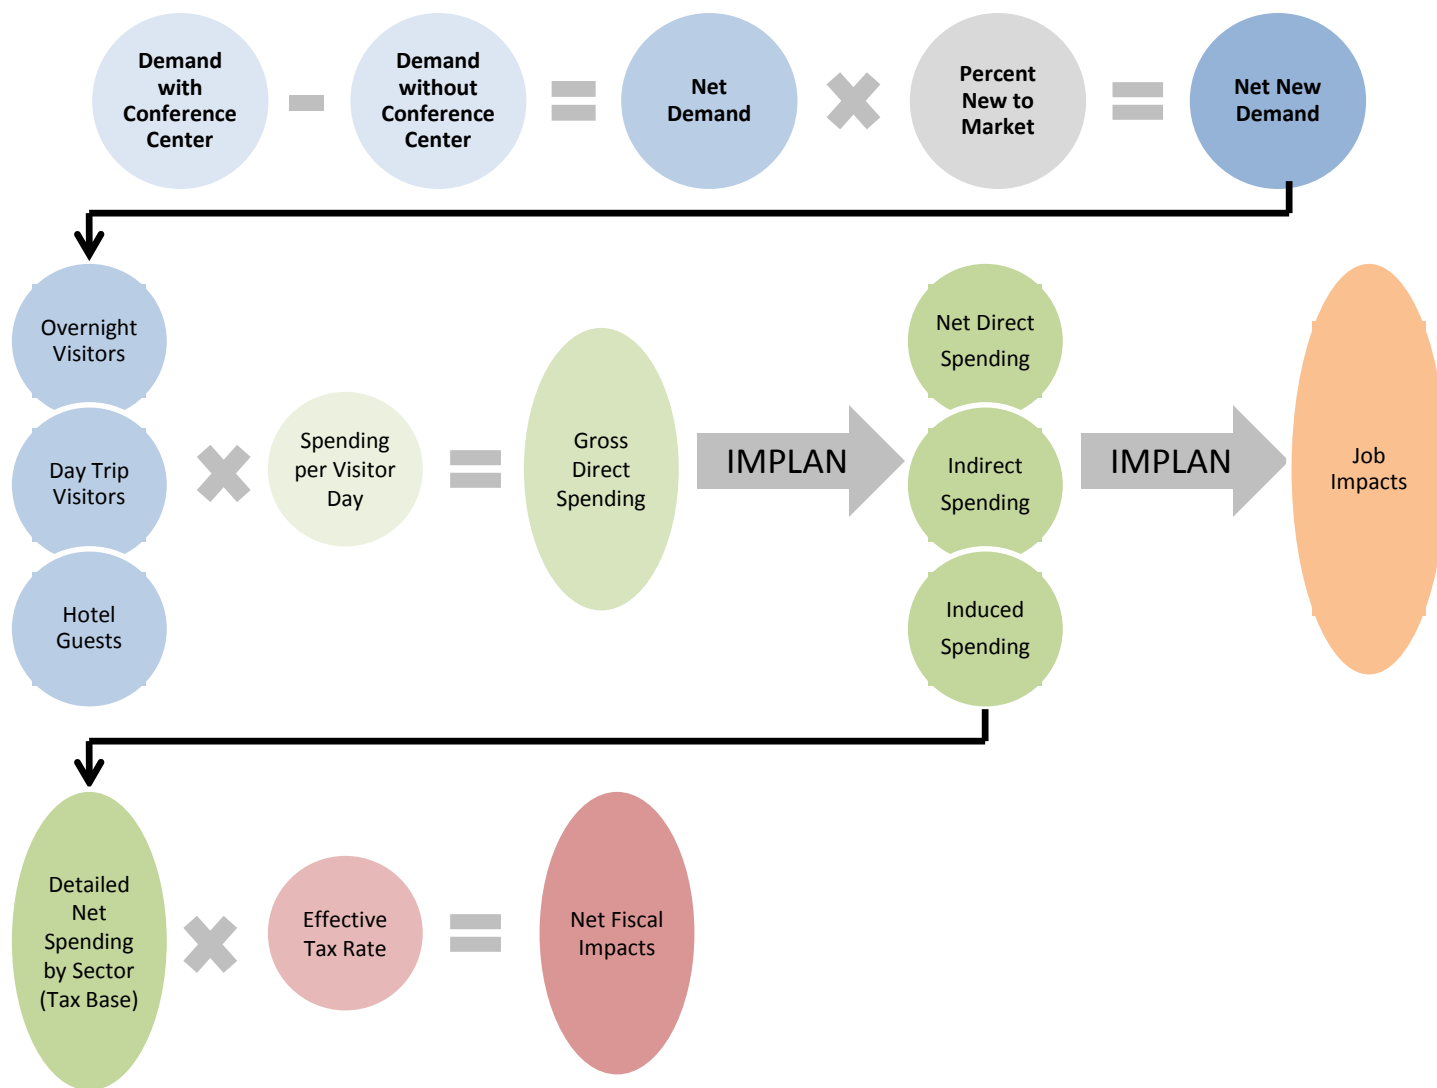 Demand
with
Conference
Center
Demand
without
Conference
Center
Net
Demand
Percent
New to
Market
Net New
Demand
Overnight
Visitors
Day Trip
Visitors
Hotel
Guests
Spending
per Visitor
Day
Gross
Direct
Spending
IMPLAN
Net Direct
Spending
Indirect
Spending
Induced
Spending
IMPLAN
Job
Impacts
Detailed
Net
Spending
by Sector
(Tax Base)
Effective
Tax Rate
Net Fiscal
Impacts